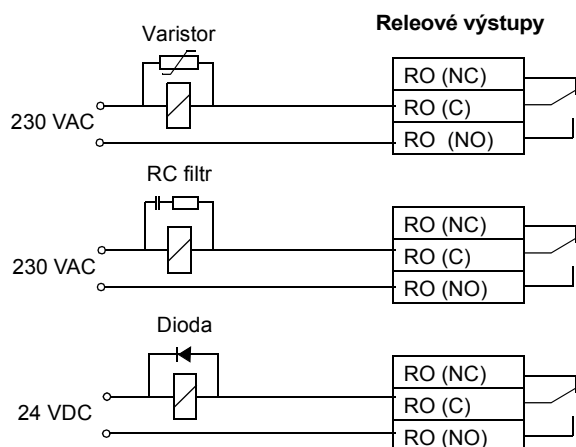 Releové výstupy
Varistor
230 VAC
RO (NC)
RO (C)
RO (NO)
RC filtr
230 VAC
RO (NC)
RO (C)
RO (NO)
Dioda
24 VDC
RO (NC)
RO (C)
RO (NO)